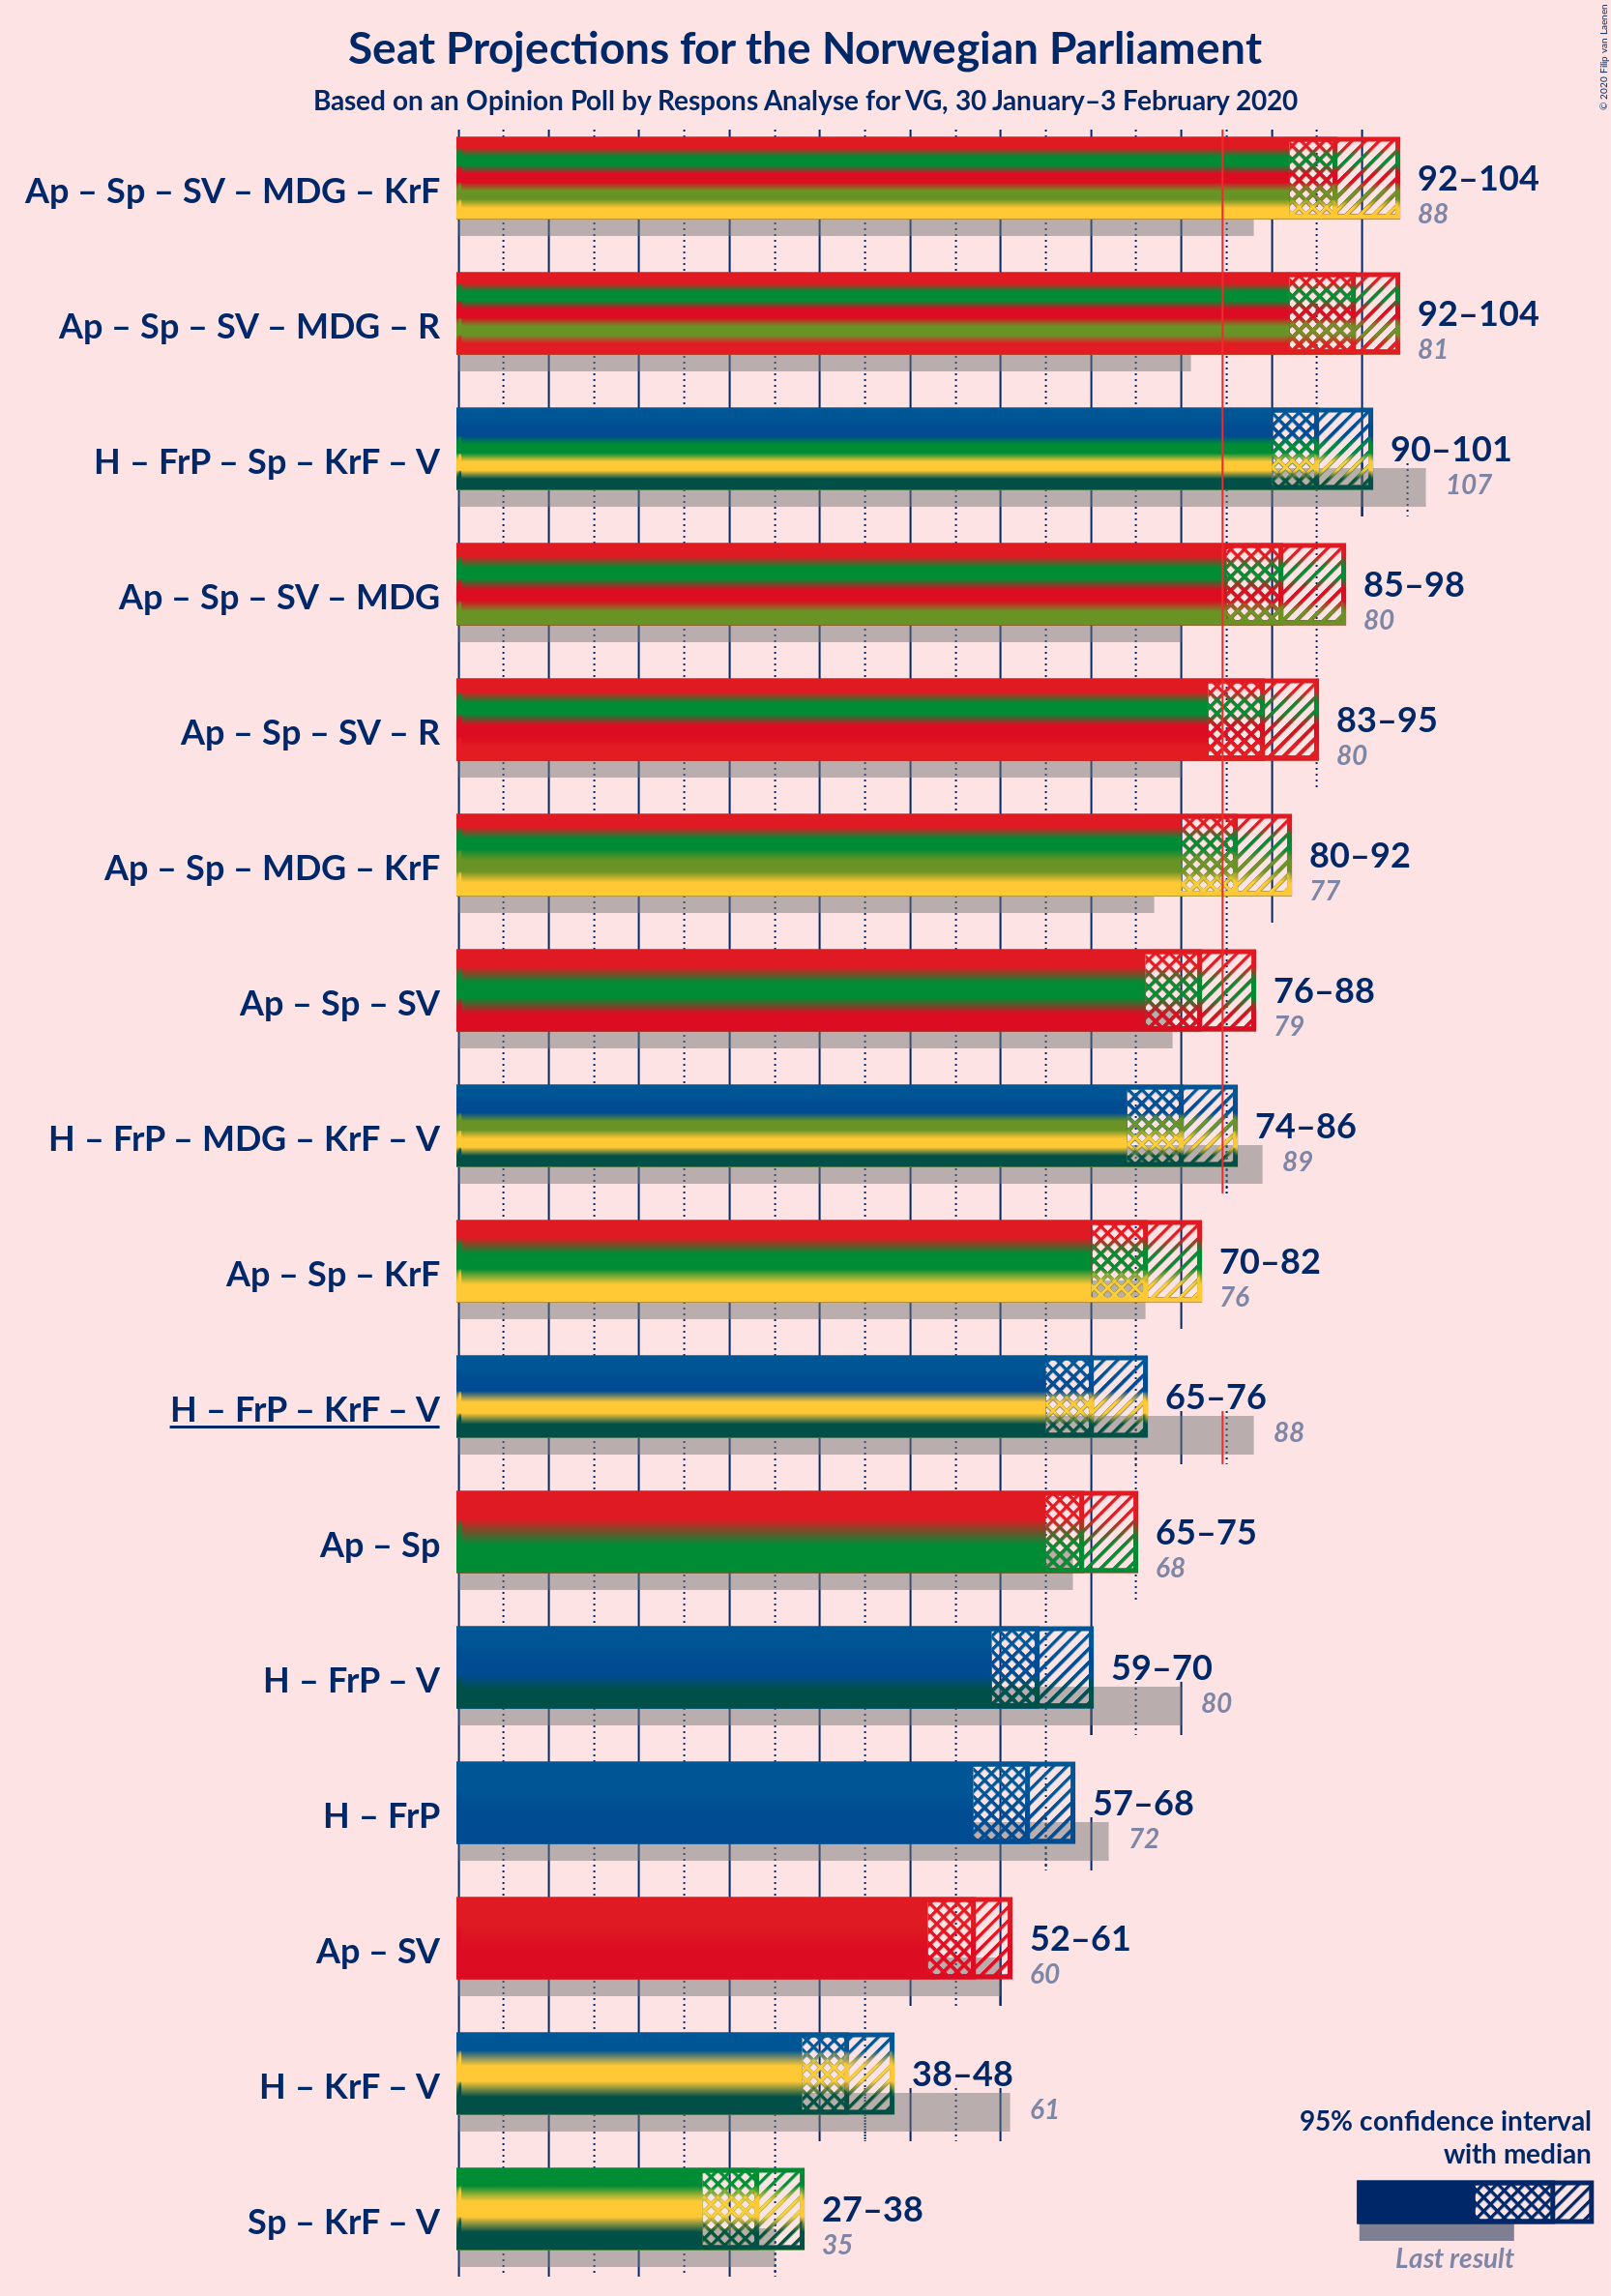 Seat Projections for the Norwegian Parliament
Based on an Opinion Poll by Respons Analyse for VG, 30 January–3 February 2020
© 2020 Filip van Laenen
Ap – Sp – SV – MDG – KrF
92–104
88
Ap – Sp – SV – MDG – R
92–104
81
H – FrP – Sp – KrF – V
90–101
107
Ap – Sp – SV – MDG
85–98
80
Ap – Sp – SV – R
83–95
80
Ap – Sp – MDG – KrF
80–92
77
Ap – Sp – SV
76–88
79
H – FrP – MDG – KrF – V
74–86
89
Ap – Sp – KrF
70–82
76
H – FrP – KrF – V
65–76
88
Ap – Sp
65–75
68
H – FrP – V
59–70
80
H – FrP
57–68
72
Ap – SV
52–61
60
H – KrF – V
38–48
61
Sp – KrF – V
27–38
35
95% confidence interval
with median
Last result